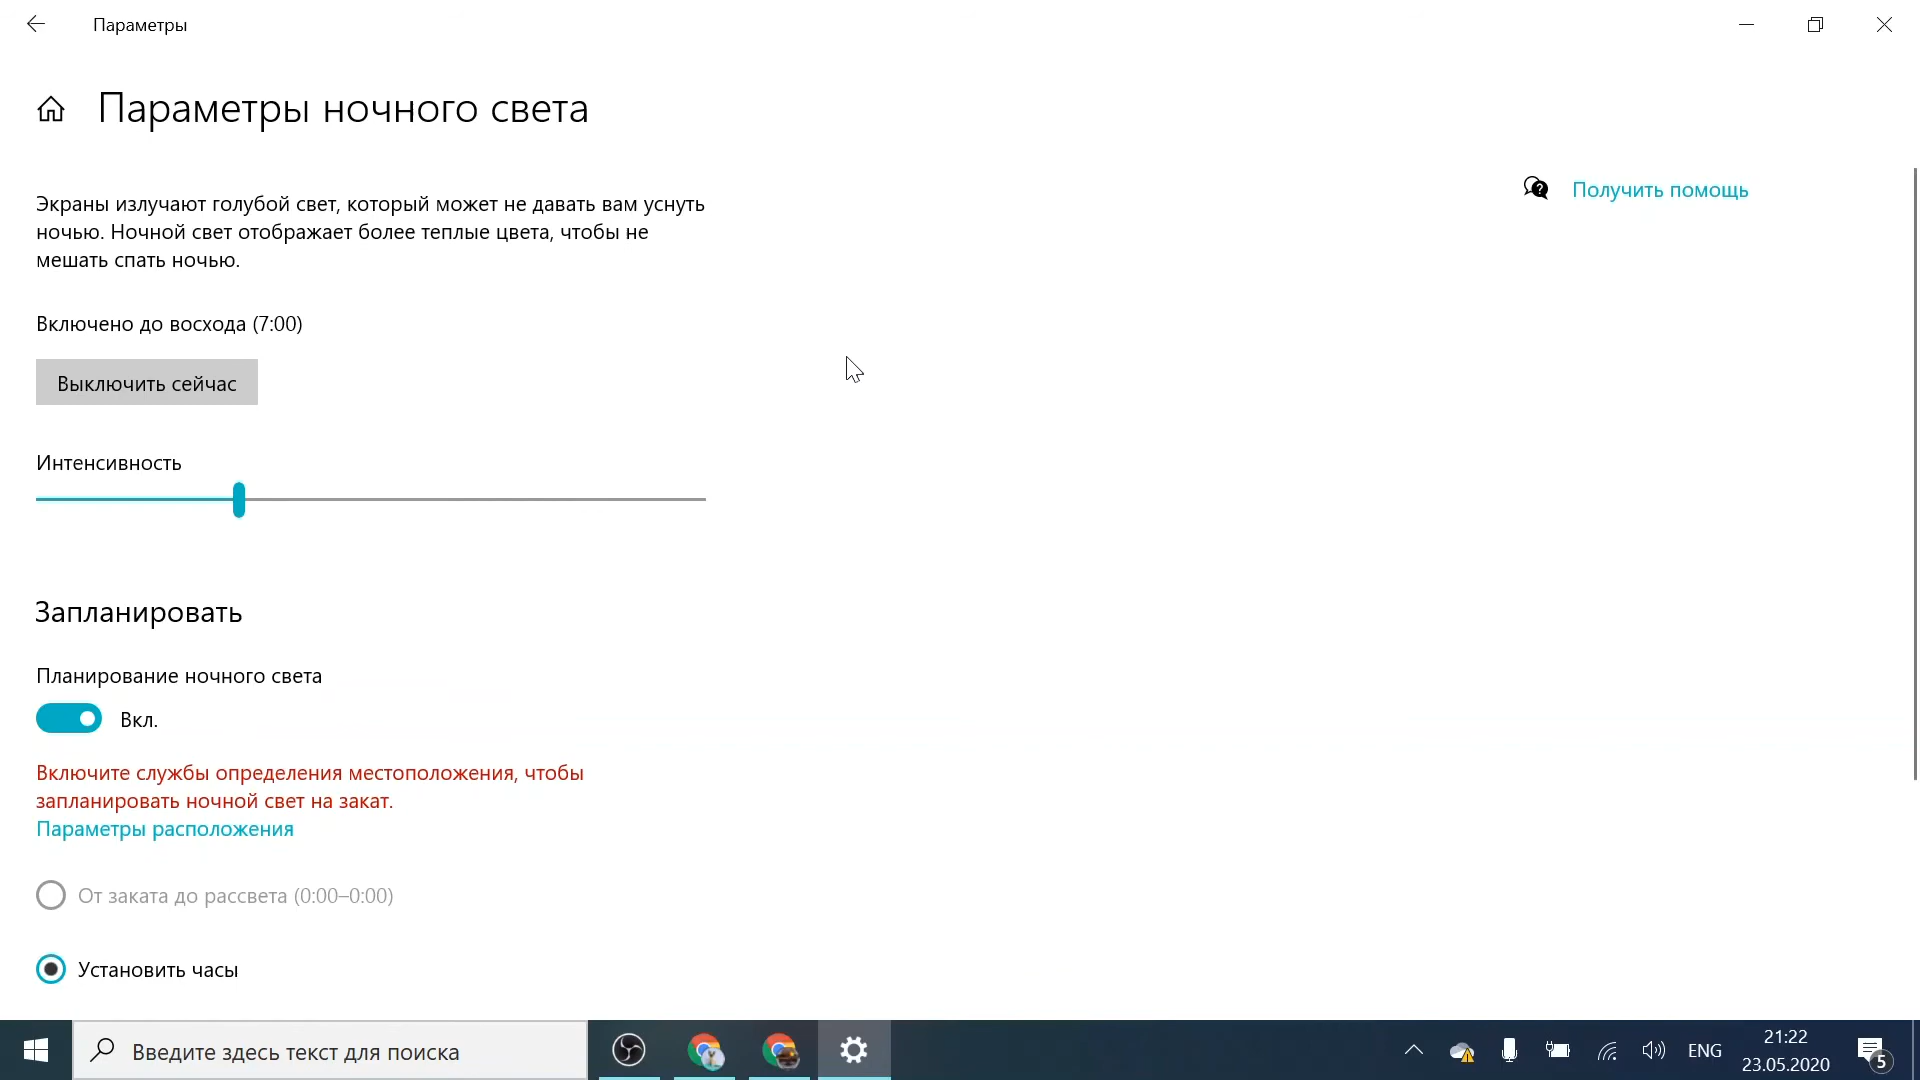 Параметры
Параметры ночного света
Получить помощь
Экраны излучают голубой свет, который может не давать вам уснуть
ночью. Ночной свет отображает более теплые цвета, чтобы не
мешать спать ночью.
Включено до восхода (7:00)
Выключить сейчас
Интенсивность
Запланировать
Планирование ночного света
Вкл.
Включите службы определения местоположения, чтобы
запланировать ночной свет на закат.
Параметры расположения
От заката до рассвета (0:00–0:00)
Установить часы
Введите здесь текст для поиска
ENG
21:22
23.05.2020
5